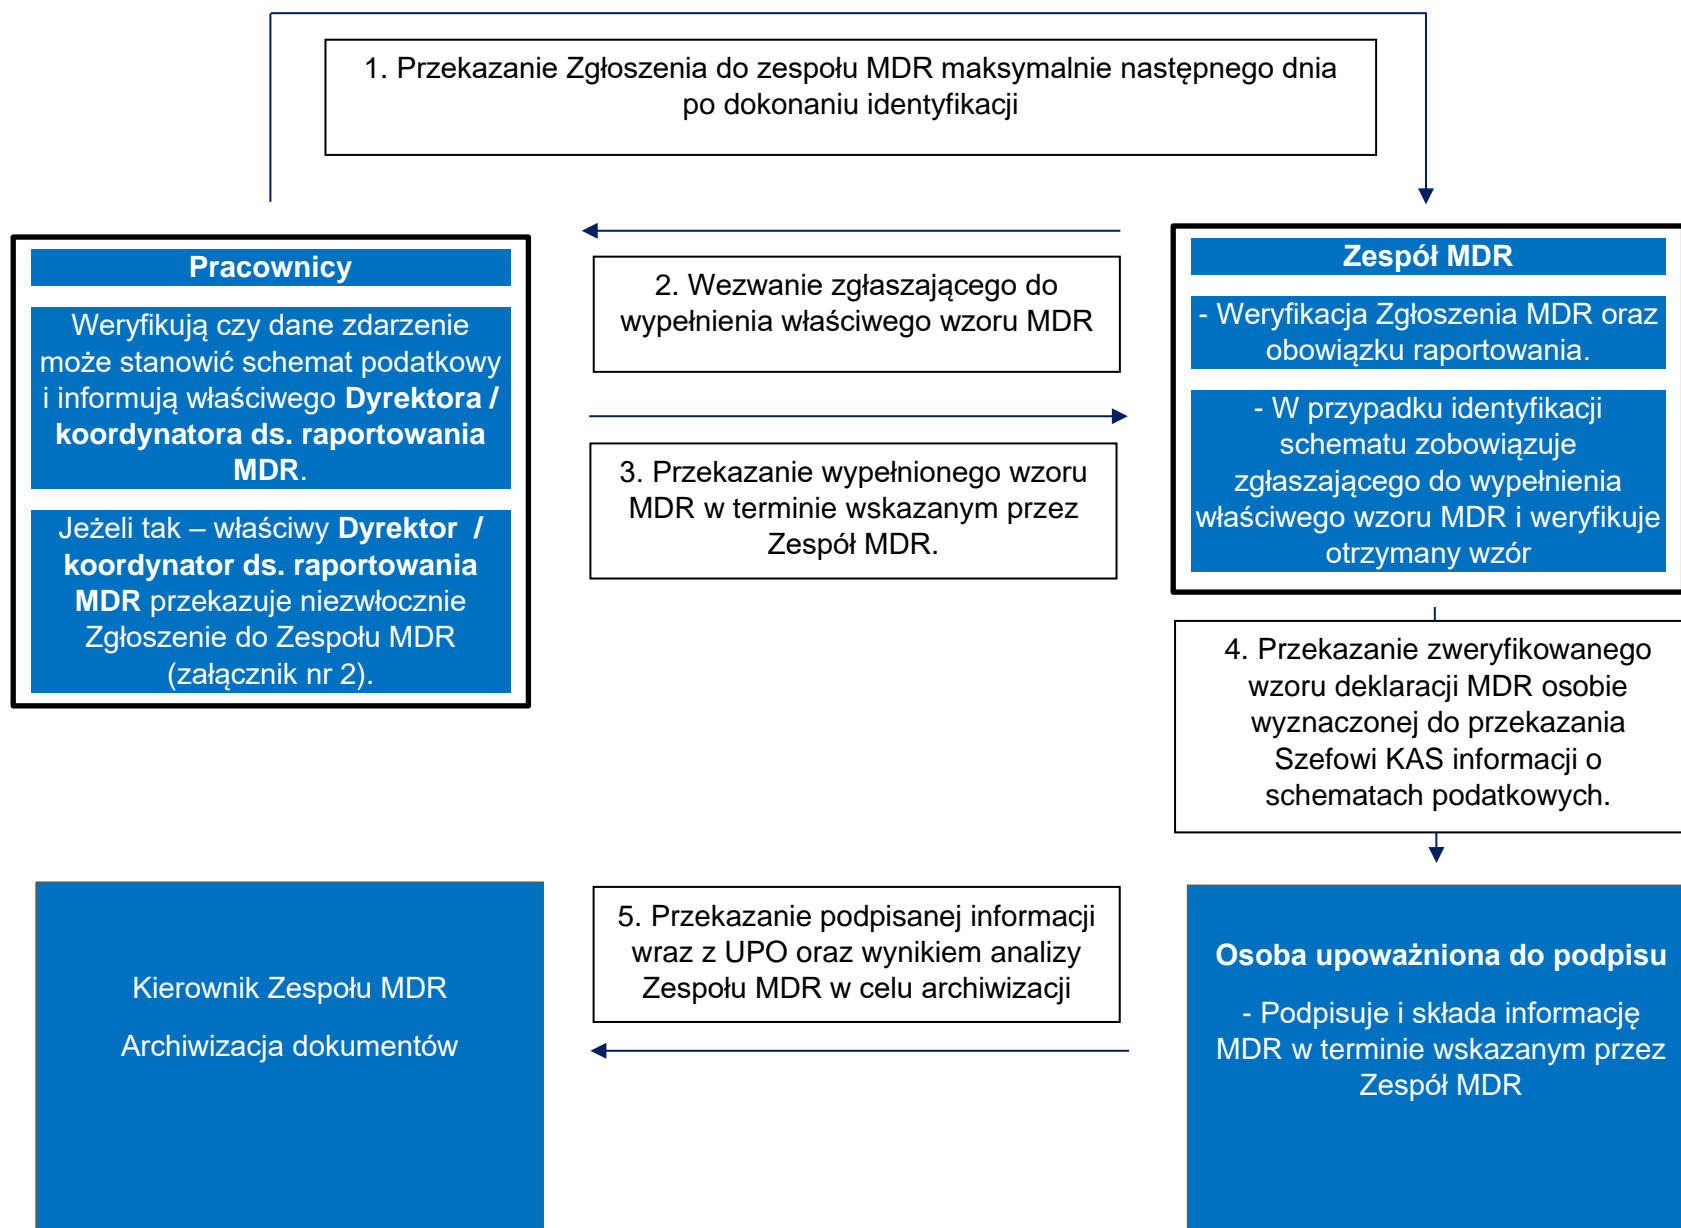 1. Przekazanie Zgłoszenia do zespołu MDR maksymalnie następnego dnia
po dokonaniu identyfikacji
Pracownicy
Weryfikują czy dane zdarzenie
może stanowić schemat podatkowy
i informują właściwego Dyrektora /
koordynatora ds. raportowania
MDR.
Jeżeli tak – właściwy Dyrektor /
koordynator ds. raportowania
MDR przekazuje niezwłocznie
Zgłoszenie do Zespołu MDR
(załącznik nr 2).
2. Wezwanie zgłaszającego do
wypełnienia właściwego wzoru MDR
3. Przekazanie wypełnionego wzoru
MDR w terminie wskazanym przez
Zespół MDR.
Zespół MDR
- Weryfikacja Zgłoszenia MDR oraz
obowiązku raportowania.
- W przypadku identyfikacji
schematu zobowiązuje
zgłaszającego do wypełnienia
właściwego wzoru MDR i weryfikuje
otrzymany wzór
4. Przekazanie zweryfikowanego
wzoru deklaracji MDR osobie
wyznaczonej do przekazania
Szefowi KAS informacji o
schematach podatkowych.
Kierownik Zespołu MDR
Archiwizacja dokumentów
5. Przekazanie podpisanej informacji
wraz z UPO oraz wynikiem analizy
Zespołu MDR w celu archiwizacji
Osoba upoważniona do podpisu
- Podpisuje i składa informację
MDR w terminie wskazanym przez
Zespół MDR